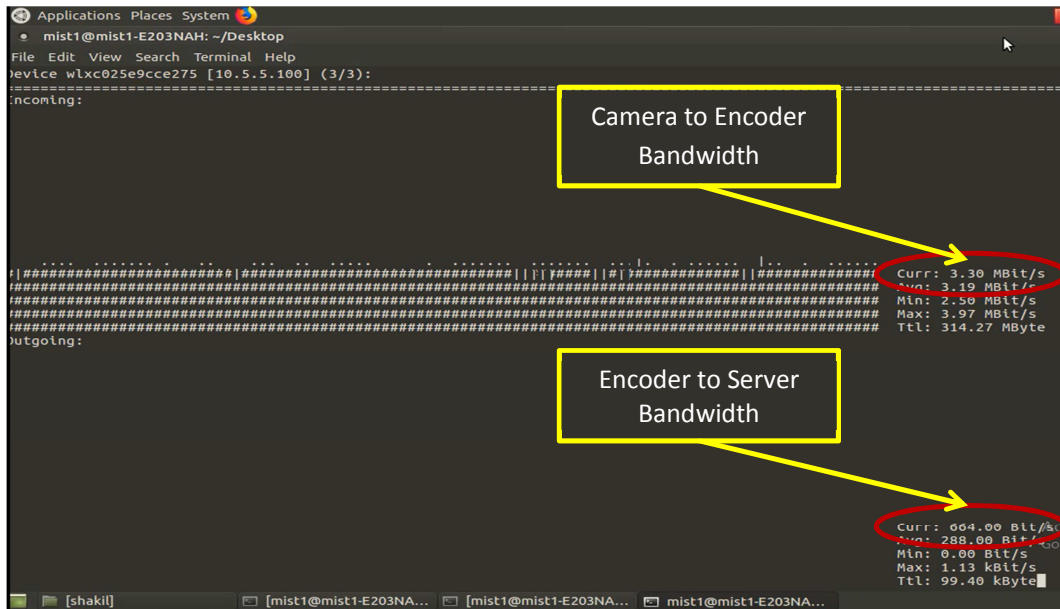 Applications Places System
mist1@mist1-E203NAH: ~/Desktop
File Edit View Search Terminal Help
Device wlxc025e9cce275 [10.5.5.100] (3/3):
Incoming:
Camera to Encoder
Bandwidth
Curr: 3.30 MBit/s
Avg: 3.19 MBit/s
Min: 2.50 MBit/s
Max: 3.97 MBit/s
Ttl: 314.27 MByte
Outgoing:
Encoder to Server
Bandwidth
Curr: 664.00 Bit/s
Avg: 288.00 Bit/s
Min: 0.00 Bit/s
Max: 1.13 kBit/s
Ttl: 99.40 kByte
[shakil]
[mist1@mist1-E203NA...
[mist1@mist1-E203NA...
mist1@mist1-E203NA...